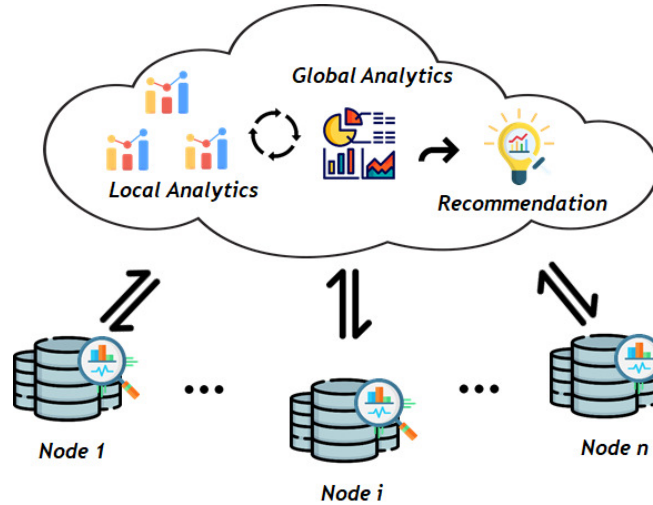 Global Analytics
Local Analytics
Recommendation
Node 1
Node i
Node n